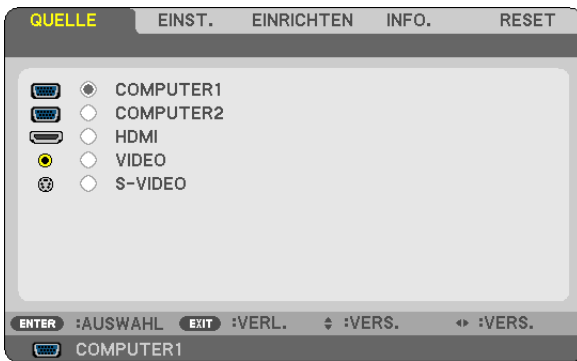 QUELLE EINST. EINRICHTEN INFO. RESET
COMPUTER1
COMPUTER2
HDMI
VIDEO
S-VIDEO
ENTER :AUSWAHL EXIT :VERL. :VERS. :VERS.
COMPUTER1